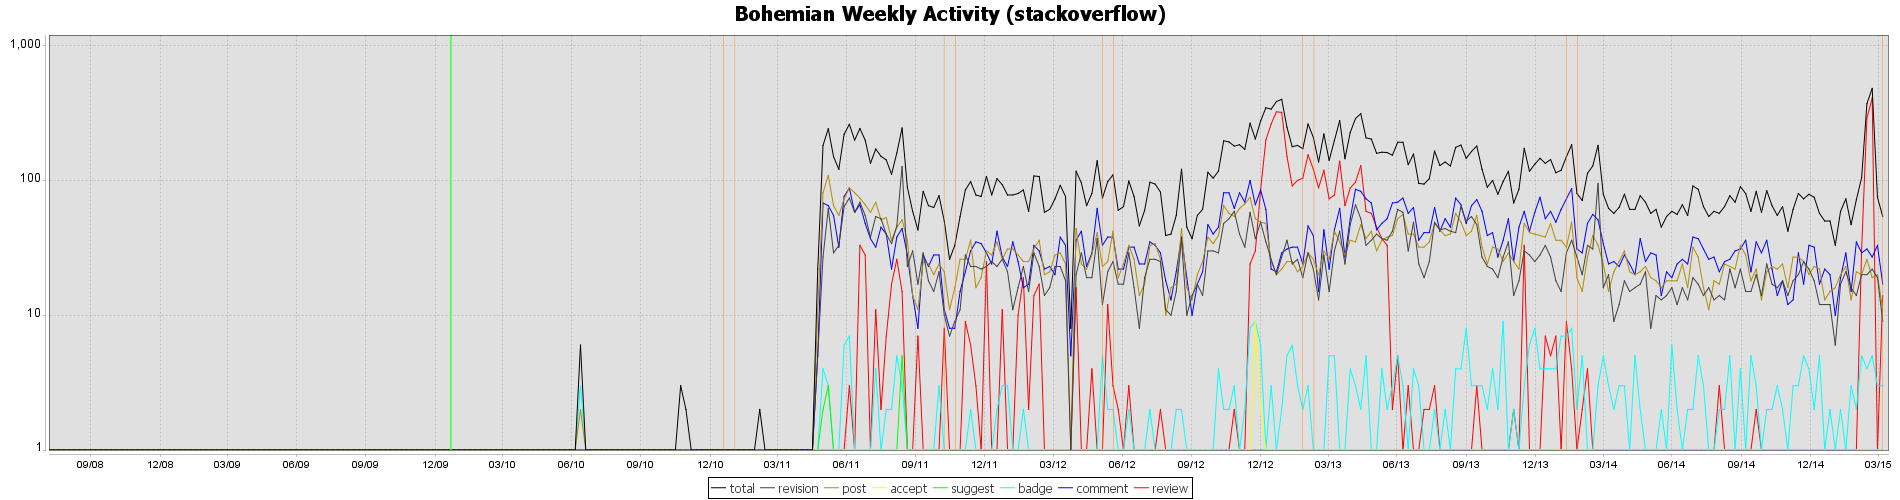 Bohemian Weekly Activity (stackoverflow)
1,000
100
10
1
09/08 12/08 03/09 06/09 09/09 12/09 03/10 06/10 09/10 12/10 03/11 06/11 09/11 12/11 03/12 06/12 09/12 12/12 03/13 06/13 09/13 12/13 03/14 06/14 09/14 12/14 03/15
total revision post accept suggest badge comment review